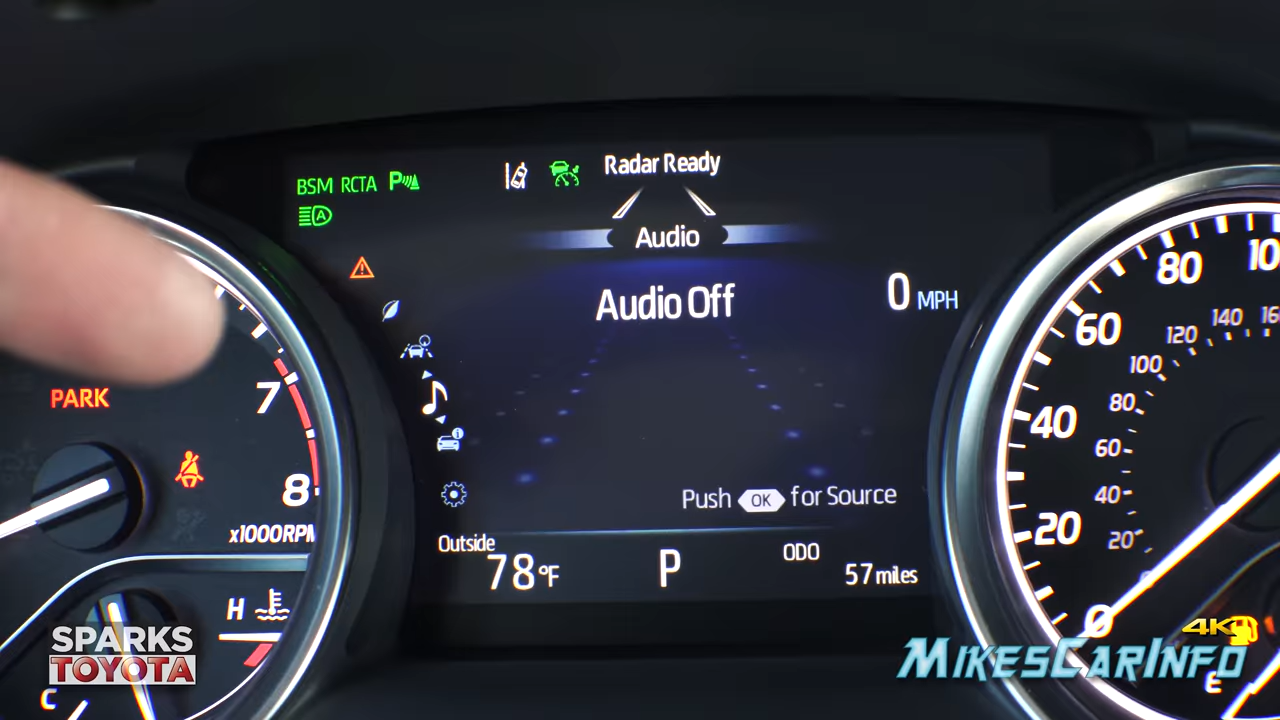 Radar Ready
BSM RCTA P
A
Audio
Audio Off
0 MPH
Push OK for Source
Outside
78°F
P
ODO
57 miles
PARK
7
8
x1000RPM
H
C
80
60
40
20
0
140
120
100
80
60
40
20
E
SPARKS
TOYOTA
4K
MIKESCARINFO